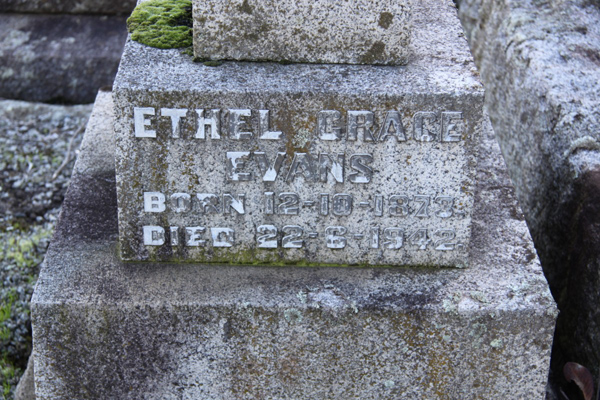 ETHEL GRACE
EVANS
BORN 12-10-1873.
DIED 22-6-1942.